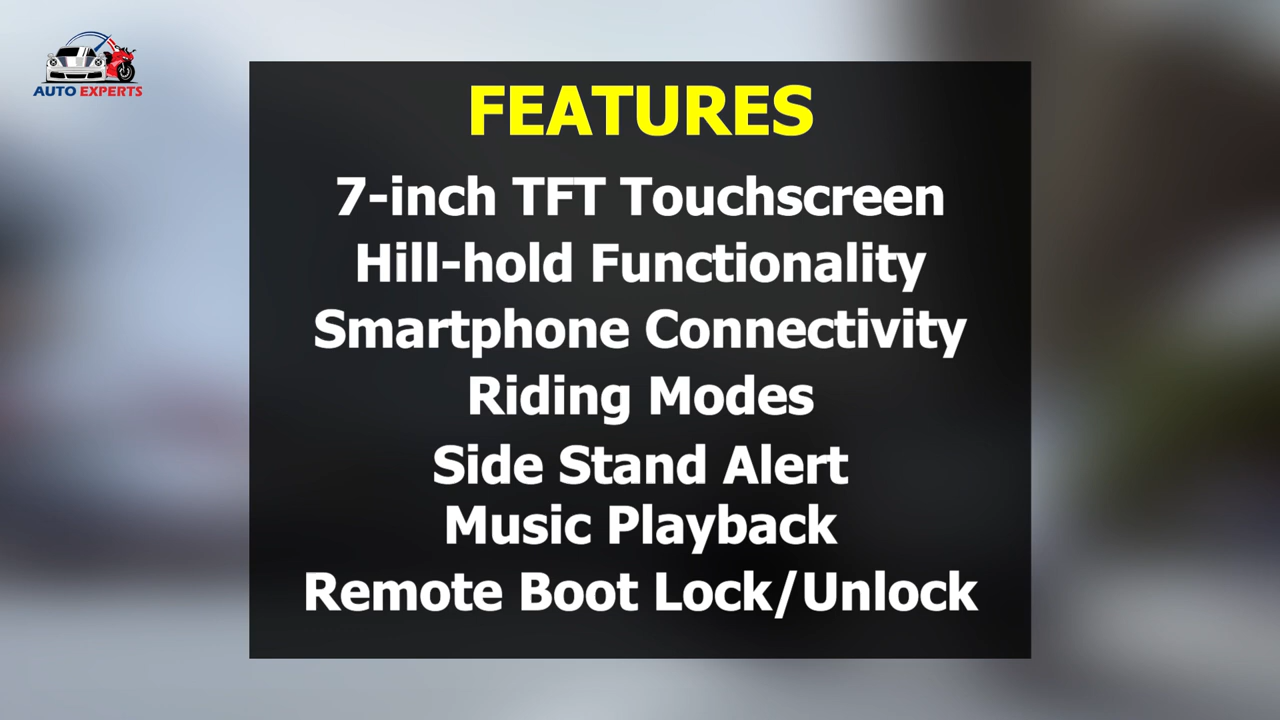 AUTO EXPERTS
FEATURES
7-inch TFT Touchscreen
Hill-hold Functionality
Smartphone Connectivity
Riding Modes
Side Stand Alert
Music Playback
Remote Boot Lock/Unlock